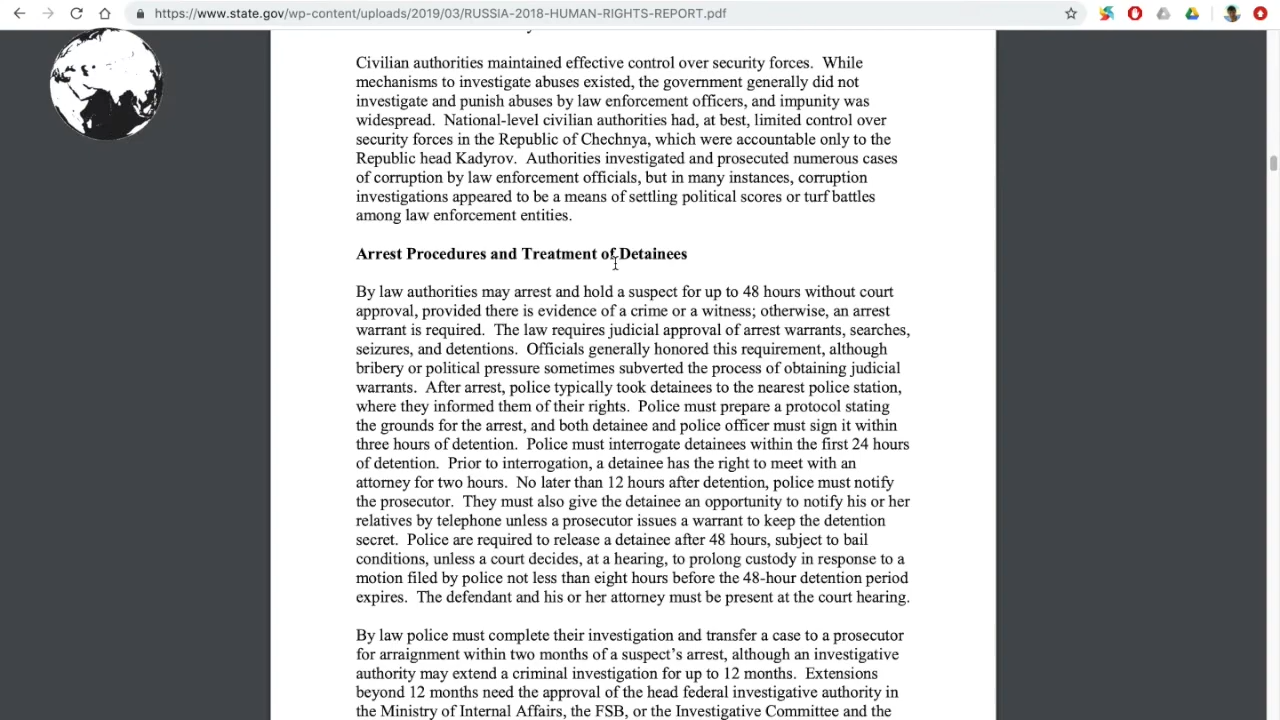 https://www.state.gov/wp-content/uploads/2019/03/RUSSIA-2018-HUMAN-RIGHTS-REPORT.pdf
Civilian authorities maintained effective control over security forces.  While
mechanisms to investigate abuses existed, the government generally did not
investigate and punish abuses by law enforcement officers, and impunity was
widespread.  National-level civilian authorities had, at best, limited control over
security forces in the Republic of Chechnya, which were accountable only to the
Republic head Kadyrov.  Authorities investigated and prosecuted numerous cases
of corruption by law enforcement officials, but in many instances, corruption
investigations appeared to be a means of settling political scores or turf battles
among law enforcement entities.
Arrest Procedures and Treatment of Detainees
By law authorities may arrest and hold a suspect for up to 48 hours without court
approval, provided there is evidence of a crime or a witness; otherwise, an arrest
warrant is required.  The law requires judicial approval of arrest warrants, searches,
seizures, and detentions.  Officials generally honored this requirement, although
bribery or political pressure sometimes subverted the process of obtaining judicial
warrants.  After arrest, police typically took detainees to the nearest police station,
where they informed them of their rights.  Police must prepare a protocol stating
the grounds for the arrest, and both detainee and police officer must sign it within
three hours of detention.  Police must interrogate detainees within the first 24 hours
of detention.  Prior to interrogation, a detainee has the right to meet with an
attorney for two hours.  No later than 12 hours after detention, police must notify
the prosecutor.  They must also give the detainee an opportunity to notify his or her
relatives by telephone unless a prosecutor issues a warrant to keep the detention
secret.  Police are required to release a detainee after 48 hours, subject to bail
conditions, unless a court decides, at a hearing, to prolong custody in response to a
motion filed by police not less than eight hours before the 48-hour detention period
expires.  The defendant and his or her attorney must be present at the court hearing.
By law police must complete their investigation and transfer a case to a prosecutor
for arraignment within two months of a suspect’s arrest, although an investigative
authority may extend a criminal investigation for up to 12 months.  Extensions
beyond 12 months need the approval of the head federal investigative authority in
the Ministry of Internal Affairs, the FSB, or the Investigative Committee and the